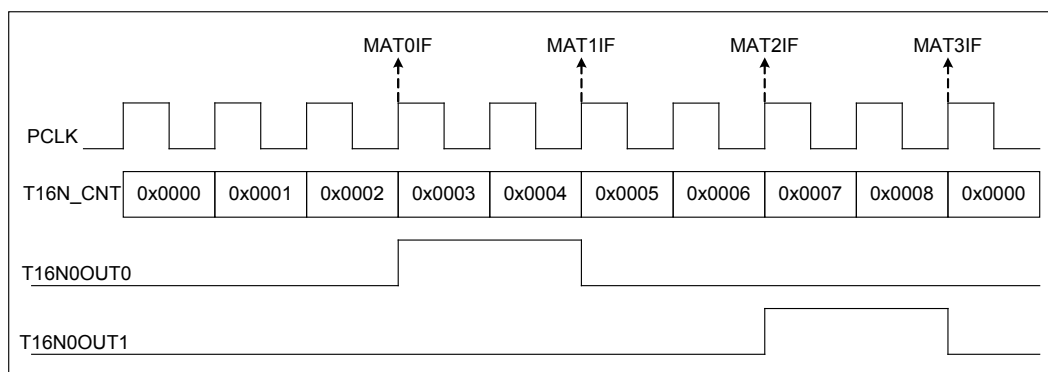 MAT0IF MAT1IF MAT2IF MAT3IF
PCLK
T16N_CNT 0x0000 0x0001 0x0002 0x0003 0x0004 0x0005 0x0006 0x0007 0x0008 0x0000
T16N0OUT0
T16N0OUT1